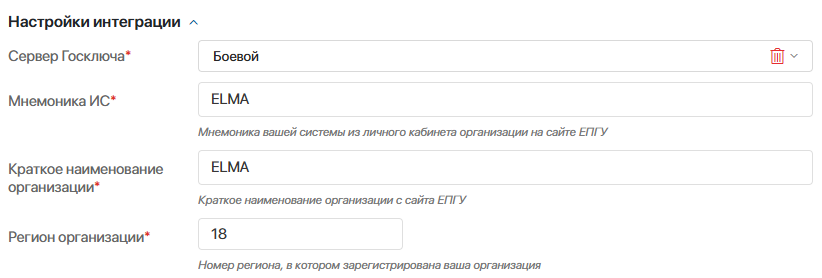 Настройки интеграции
Сервер Госключа* Боевой
Мнемоника ИС* ELMA
Мнемоника вашей системы из личного кабинета организации на сайте ЕПГУ
Краткое наименование организации* ELMA
Краткое наименование организации с сайта ЕПГУ
Регион организации* 18
Номер региона, в котором зарегистрирована ваша организация